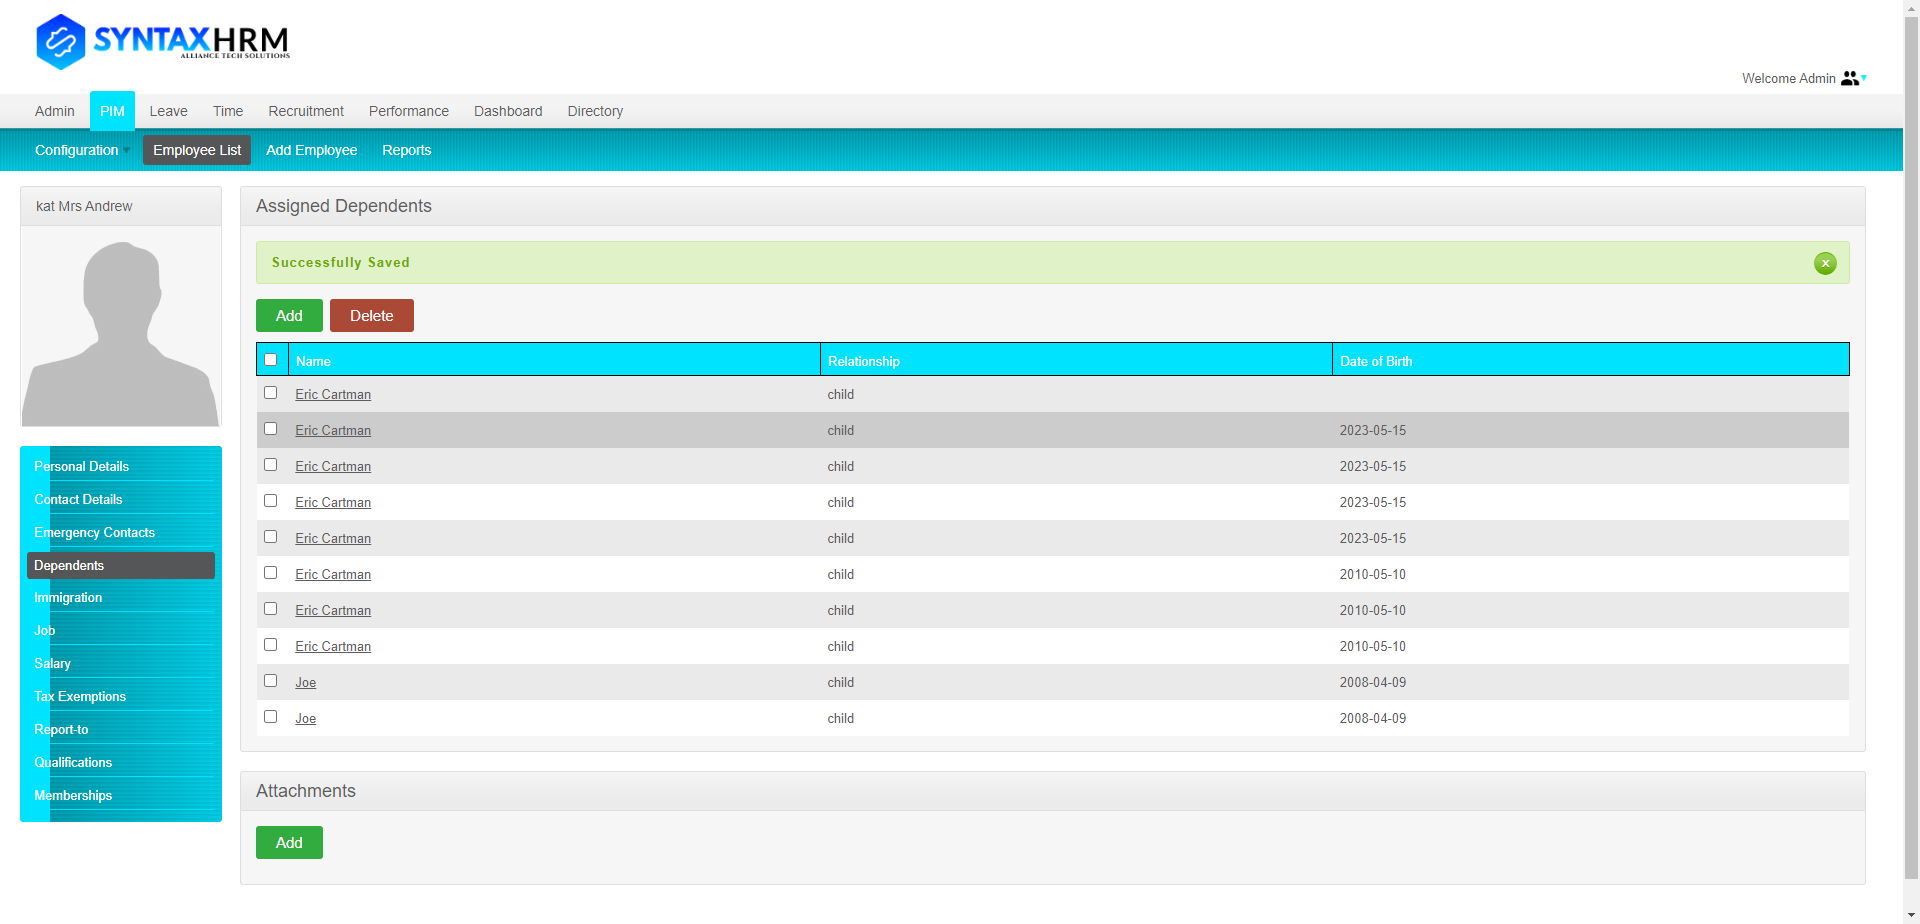 SYNTAXHRM
ALLIANCE TECH SOLUTIONS
Welcome Admin
Admin PIM Leave Time Recruitment Performance Dashboard Directory
Configuration Employee List Add Employee Reports
kat Mrs Andrew
Personal Details
Contact Details
Emergency Contacts
Dependents
Immigration
Job
Salary
Tax Exemptions
Report-to
Qualifications
Memberships
Assigned Dependents
Successfully Saved
x
Add Delete
Name Relationship Date of Birth
Eric Cartman child
Eric Cartman child 2023-05-15
Eric Cartman child 2023-05-15
Eric Cartman child 2023-05-15
Eric Cartman child 2023-05-15
Eric Cartman child 2010-05-10
Eric Cartman child 2010-05-10
Eric Cartman child 2010-05-10
Joe child 2008-04-09
Joe child 2008-04-09
Attachments
Add